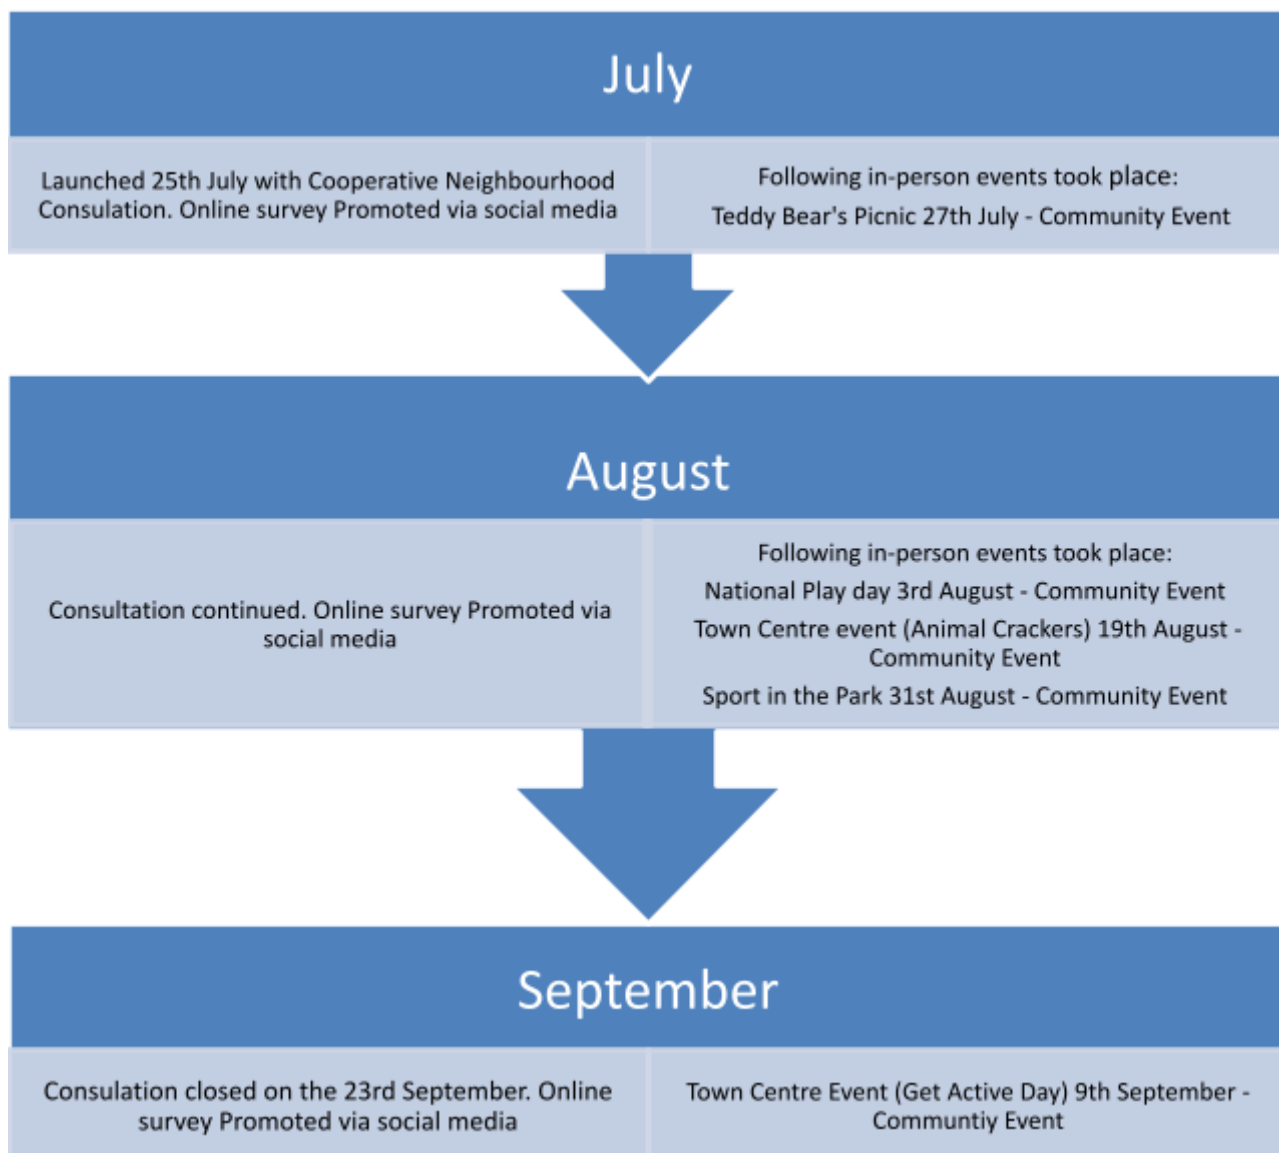 July
Launched 25th July with Cooperative Neighbourhood
Consulation. Online survey Promoted via social media
Following in-person events took place:
Teddy Bear's Picnic 27th July - Community Event
August
Consultation continued. Online survey Promoted via
social media
Following in-person events took place:
National Play day 3rd August - Community Event
Town Centre event (Animal Crackers) 19th August -
Community Event
Sport in the Park 31st August - Community Event
September
Consulation closed on the 23rd September. Online
survey Promoted via social media
Town Centre Event (Get Active Day) 9th September -
Communtiy Event